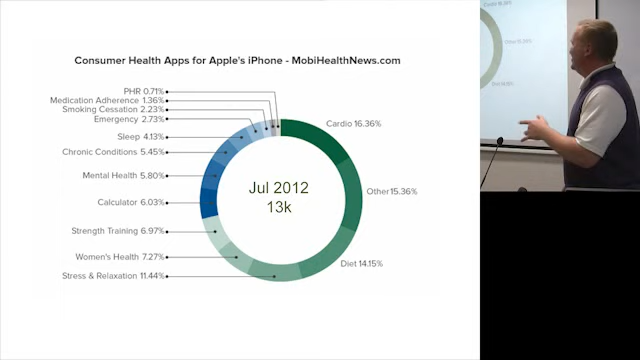 Consumer Health Apps for Apple's iPhone - MobiHealthNews.com
PHR 0.71%
Medication Adherence 1.36%
Smoking Cessation 2.23%
Emergency 2.73%
Sleep 4.13%
Chronic Conditions 5.45%
Mental Health 5.80%
Calculator 6.03%
Strength Training 6.97%
Women's Health 7.27%
Stress & Relaxation 11.44%
Cardio 16.36%
Other 15.36%
Diet 14.15%
Jul 2012
13k